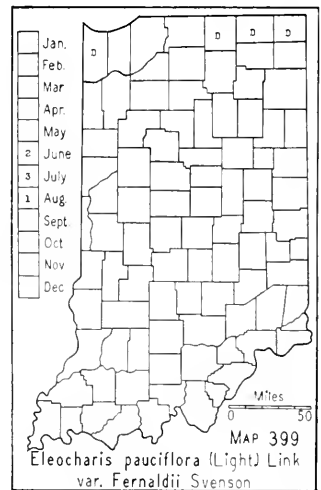 D D D D
Jan.
Feb.
Mar
Apr.
May
2 June
3 July
1 Aug.
Sept.
Oct
Nov
Dec
Miles
0 50
MAP 399
Eleocharis pauciflora (Light) Link
var. Fernaldii Svenson